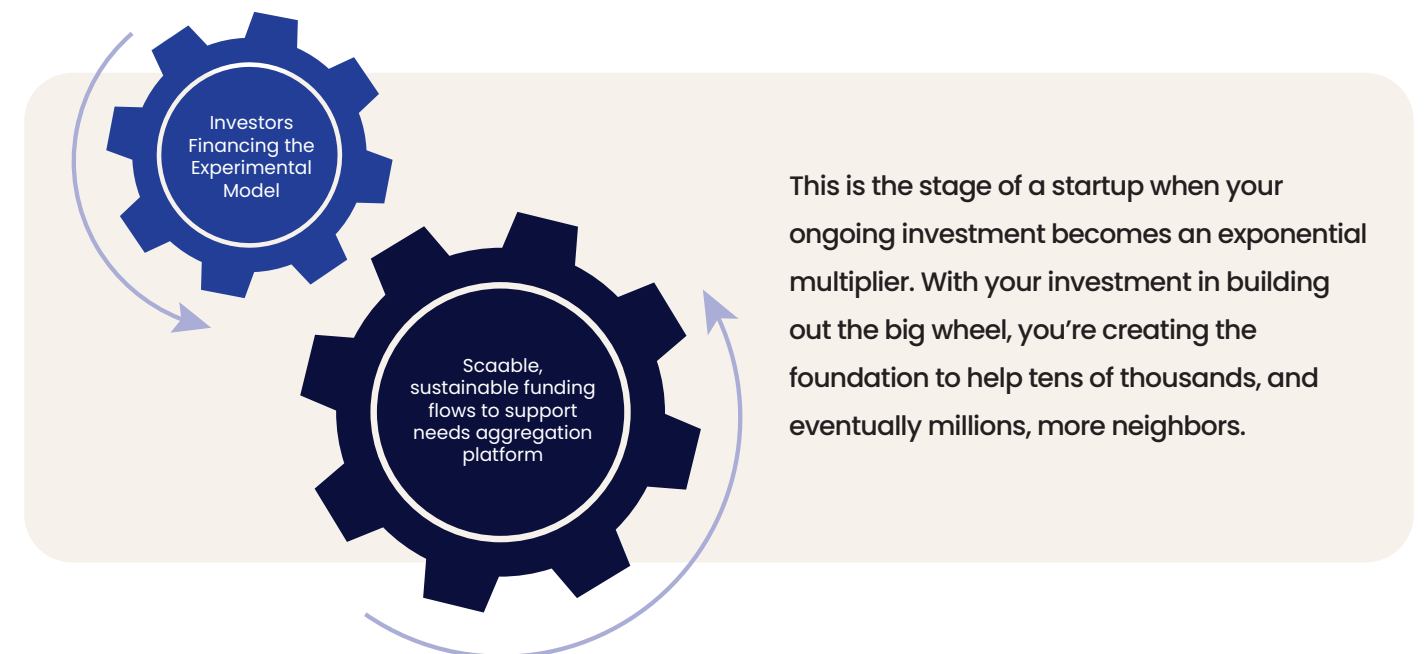 Investors
Financing the
Experimental
Model
Scaable,
sustainable funding
flows to support
needs aggregation
platform
This is the stage of a startup when your
ongoing investment becomes an exponential
multiplier. With your investment in building
out the big wheel, you’re creating the
foundation to help tens of thousands, and
eventually millions, more neighbors.